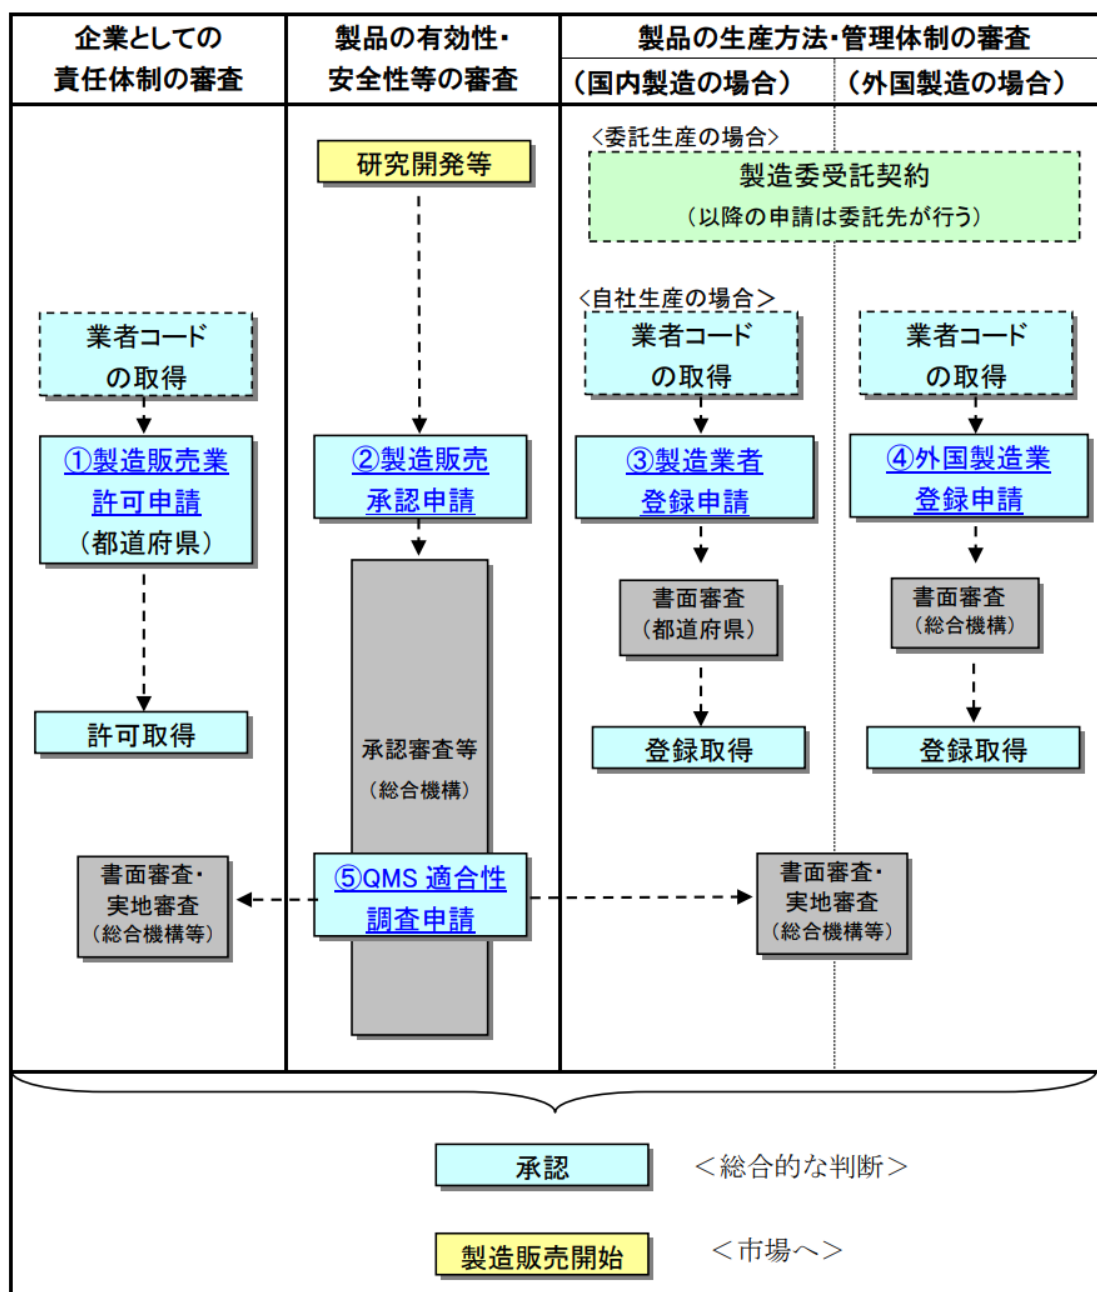 企業としての
責任体制の審査
製品の有効性・
安全性等の審査
製品の生産方法・管理体制の審査
（国内製造の場合）
（外国製造の場合）
<委託生産の場合>
製造委受託契約
（以降の申請は委託先が行う）
研究開発等
<自社生産の場合＞
業者コード
の取得
業者コード
の取得
業者コード
の取得
①製造販売業
許可申請
（都道府県）
②製造販売
承認申請
③製造業者
登録申請
④外国製造業
登録申請
書面審査
（都道府県）
書面審査
（総合機構）
許可取得
承認審査等
（総合機構）
登録取得
登録取得
書面審査・
実地審査
（総合機構等）
⑤QMS 適合性
調査申請
書面審査・
実地審査
（総合機構等）
承認
＜総合的な判断＞
製造販売開始
＜市場へ＞